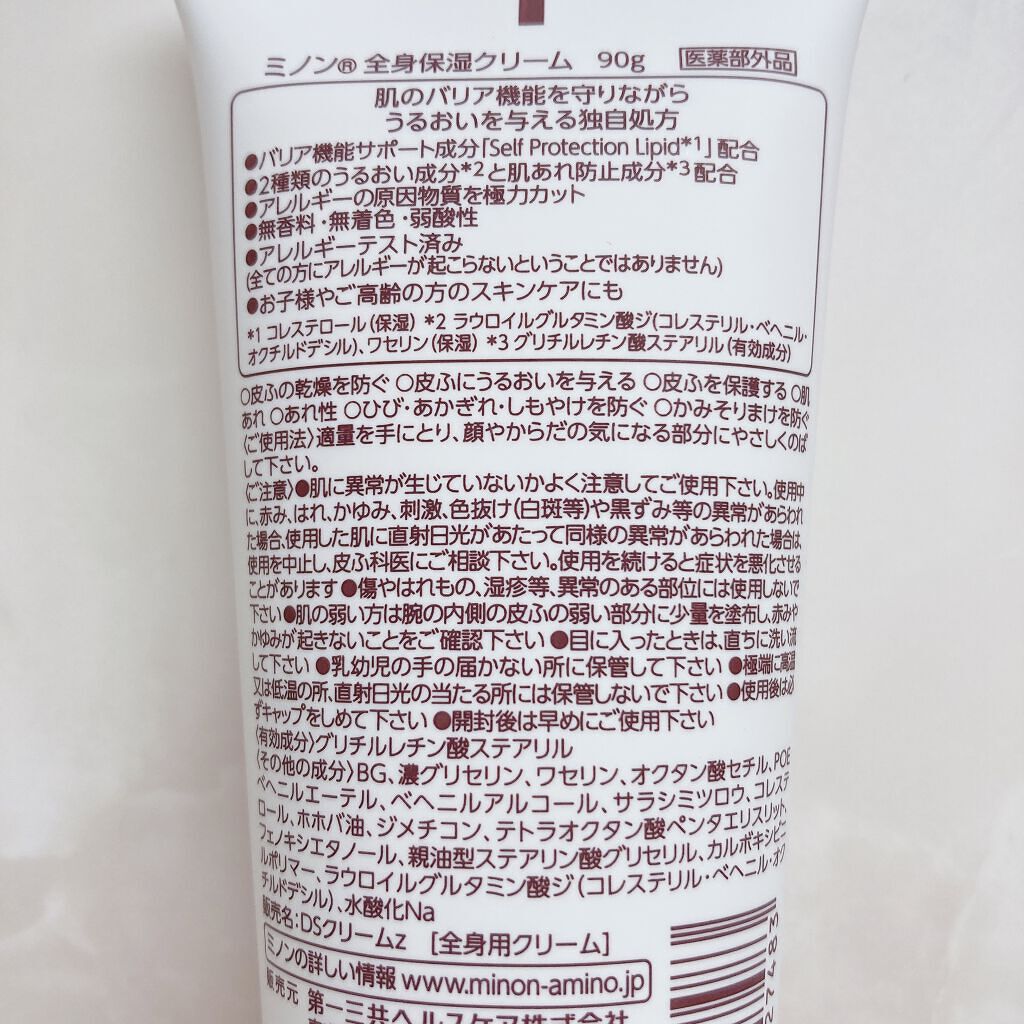 ミノン® 全身保湿クリーム 90g 医薬部外品
肌のバリア機能を守りながら
うるおいを与える独自処方
●バリア機能サポート成分「Self Protection Lipid*1」配合
●2種類のうるおい成分*2と肌あれ防止成分*3配合
●アレルギーの原因物質を極力カット
●無香料・無着色・弱酸性
●アレルギーテスト済み
(全ての方にアレルギーが起こらないということではありません)
●お子様やご高齢の方のスキンケアにも
*1 コレステロール(保湿) *2 ラウロイルグルタミン酸ジ(コレステリル・ベヘニル・
オクチルドデシル)、ワセリン(保湿) *3 グリチルレチン酸ステアリル(有効成分)
○皮ふの乾燥を防ぐ ○皮ふにうるおいを与える ○皮ふを保護する ○肌
あれ ○あれ性 ○ひび・あかぎれ・しもやけを防ぐ ○かみそりまけを防ぐ
〈ご使用法〉適量を手にとり、顔やからだの気になる部分にやさしくのば
して下さい。
〈ご注意〉●肌に異常が生じていないかよく注意してご使用下さい。使用中
に、赤み、はれ、かゆみ、刺激、色抜け(白斑等)や黒ずみ等の異常があらわれ
た場合、使用した肌に直射日光があたって同様の異常があらわれた場合は、
使用を中止し、皮ふ科医にご相談下さい。使用を続けると症状を悪化させる
ことがあります ●傷やはれもの、湿疹等、異常のある部位には使用しないで
下さい ●肌の弱い方は腕の内側の皮ふの弱い部分に少量を塗布し、赤みや
かゆみが起きないことをご確認下さい ●目に入ったときは、直ちに洗い流
して下さい ●乳幼児の手の届かない所に保管して下さい ●極端に高温
又は低温の所、直射日光の当たる所には保管しないで下さい ●使用後は必
ずキャップをしめて下さい ●開封後は早めにご使用下さい
〈有効成分〉グリチルレチン酸ステアリル
〈その他の成分〉BG、濃グリセリン、ワセリン、オクタン酸セチル、POE
ベヘニルエーテル、ベヘニルアルコール、サラシミツロウ、コレステ
ロール、ホホバ油、ジメチコン、テトラオクタン酸ペンタエリスリット、
フェノキシエタノール、親油型ステアリン酸グリセリル、カルボキシビニ
ルポリマー、ラウロイルグルタミン酸ジ(コレステリル・ベヘニル・オク
チルドデシル)、水酸化Na
販売名:DSクリームz [全身用クリーム]
ミノンの詳しい情報 www.minon-amino.jp
販売元 第一三共ヘルスケア株式会社